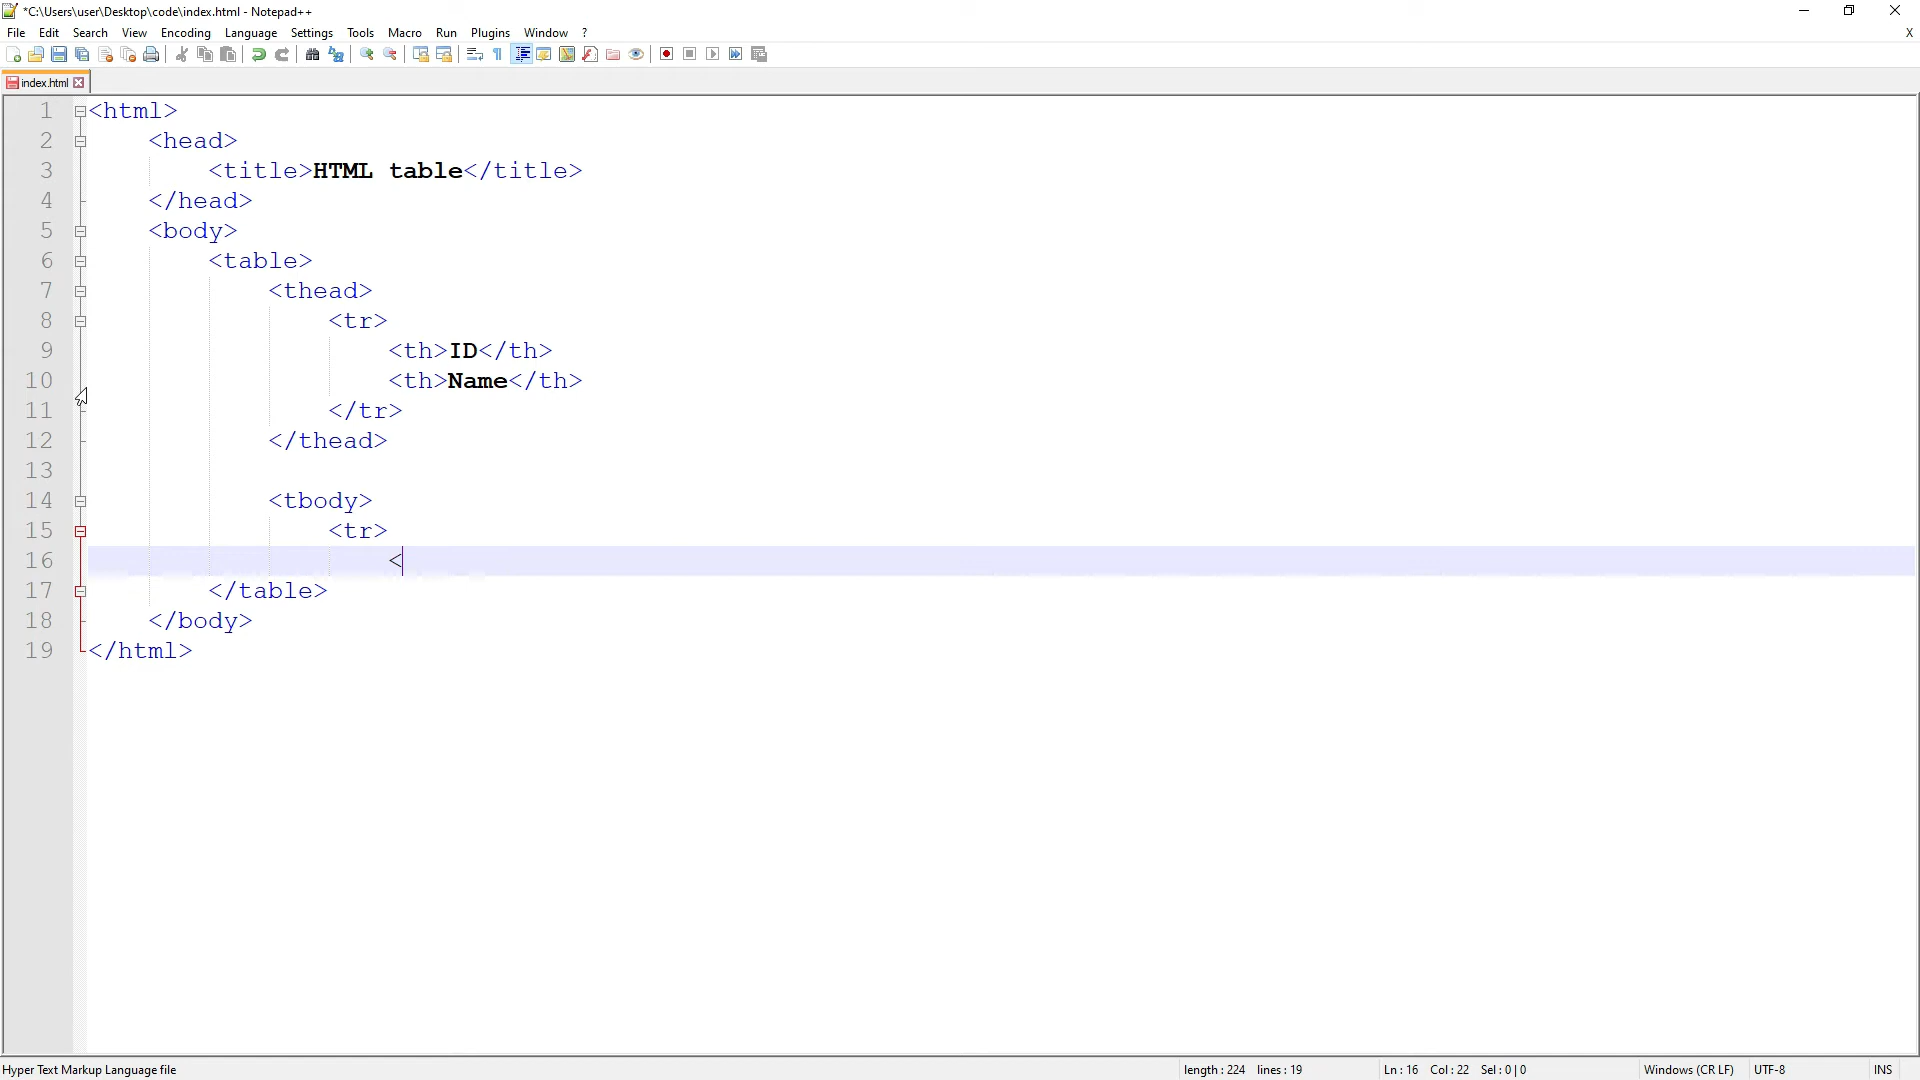 *C:\Users\user\Desktop\code\index.html - Notepad++
File Edit Search View Encoding Language Settings Tools Macro Run Plugins Window ? X
index.html
1 <html>
2     <head>
3         <title>HTML table</title>
4     </head>
5     <body>
6         <table>
7             <thead>
8                 <tr>
9                     <th>ID</th>
10                     <th>Name</th>
11                 </tr>
12             </thead>
13
14             <tbody>
15                 <tr>
16                     <
17         </table>
18     </body>
19 </html>
Hyper Text Markup Language file length : 224 lines : 19 Ln : 16 Col : 22 Sel : 0 | 0 Windows (CR LF) UTF-8 INS